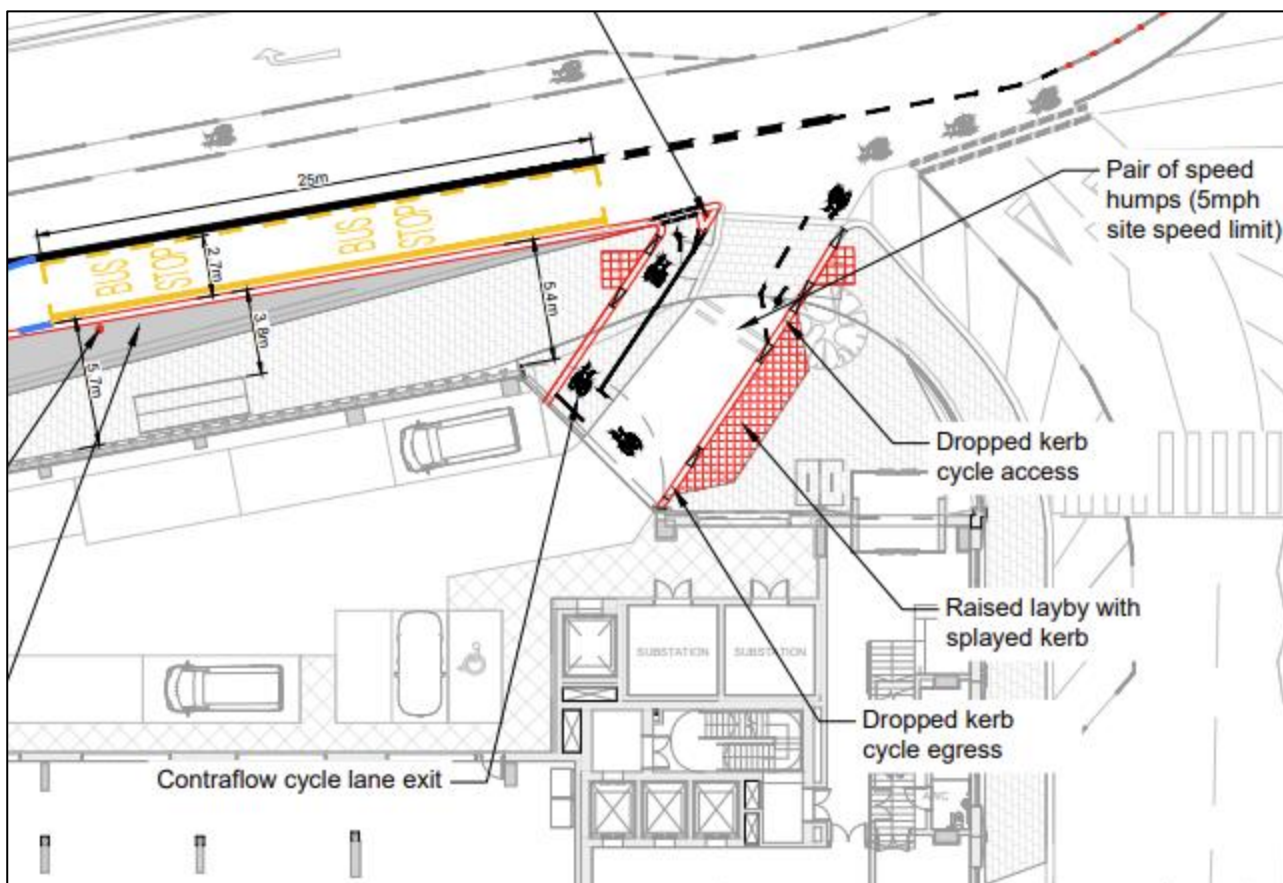 25m
BUS
STOP
BUS
STOP
2.7m
3.8m
5.7m
5.4m
Pair of speed
humps (5mph
site speed limit)
Dropped kerb
cycle access
Raised layby with
splayed kerb
Dropped kerb
cycle egress
Contraflow cycle lane exit
SUBSTATION
SUBSTATION